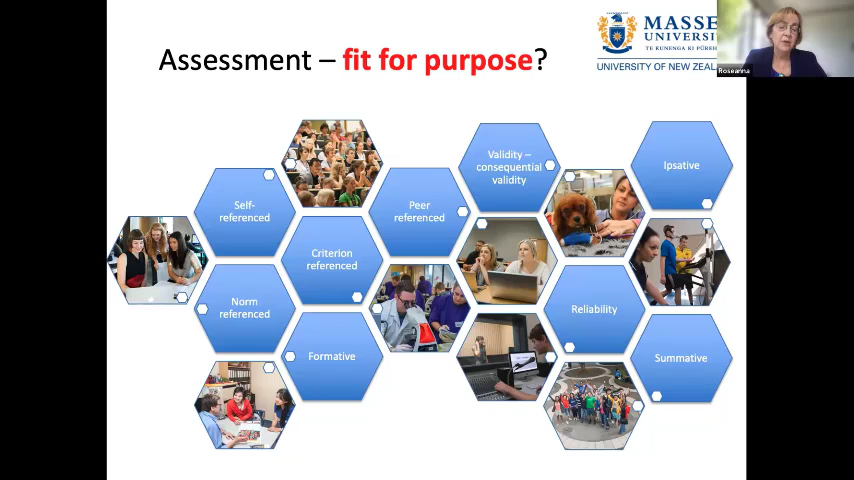 Assessment – fit for purpose?
MASSE
UNIVERSITY
TE KUNENGA KI PŪREH
UNIVERSITY OF NEW ZEAL
Roseanna
Self-
referenced
Norm
referenced
Criterion
referenced
Formative
Peer
referenced
Validity –
consequential
validity
Reliability
Ipsative
Summative